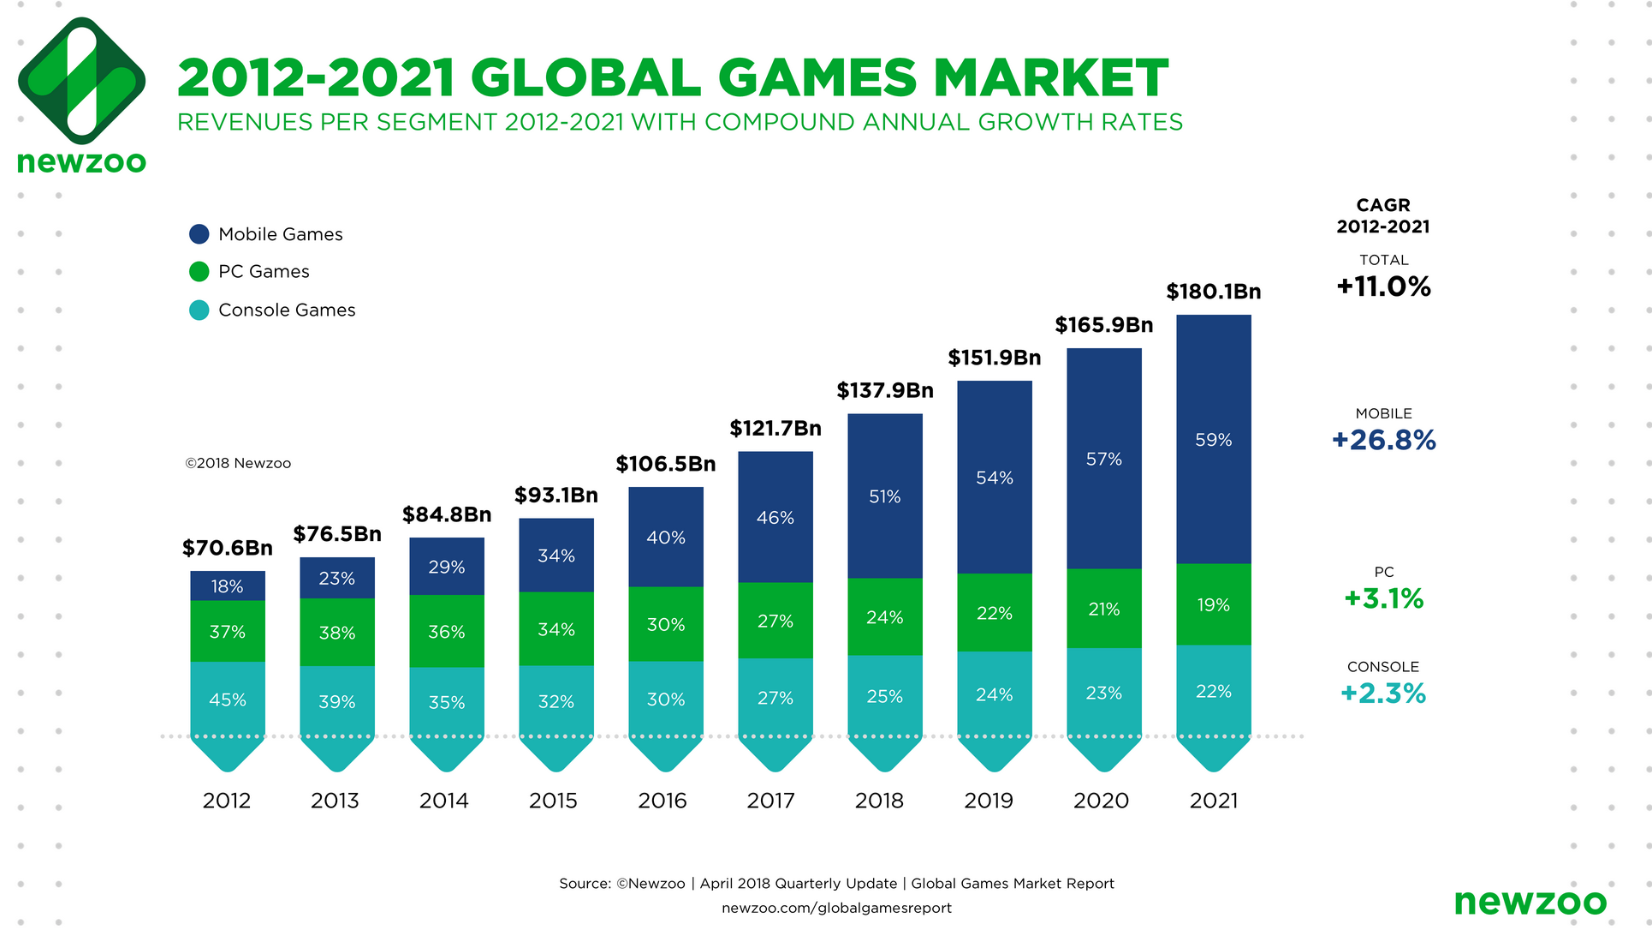 2012-2021 GLOBAL GAMES MARKET
REVENUES PER SEGMENT 2012-2021 WITH COMPOUND ANNUAL GROWTH RATES
newzoo
Mobile Games
PC Games
Console Games
©2018 Newzoo
$70.6Bn
18%
37%
45%
2012
$76.5Bn
23%
38%
39%
2013
$84.8Bn
29%
36%
35%
2014
$93.1Bn
34%
34%
32%
2015
$106.5Bn
40%
30%
30%
2016
$121.7Bn
46%
27%
27%
2017
$137.9Bn
51%
24%
25%
2018
$151.9Bn
54%
22%
24%
2019
$165.9Bn
57%
21%
23%
2020
$180.1Bn
59%
19%
22%
2021
CAGR
2012-2021
TOTAL
+11.0%
MOBILE
+26.8%
PC
+3.1%
CONSOLE
+2.3%
Source: ©Newzoo | April 2018 Quarterly Update | Global Games Market Report
newzoo.com/globalgamesreport
newzoo